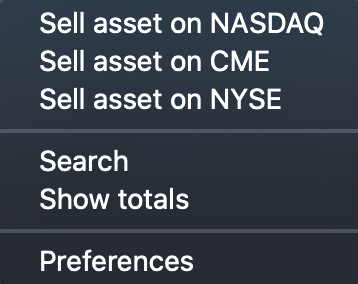 Sell asset on NASDAQ
Sell asset on CME
Sell asset on NYSE
Search
Show totals
Preferences